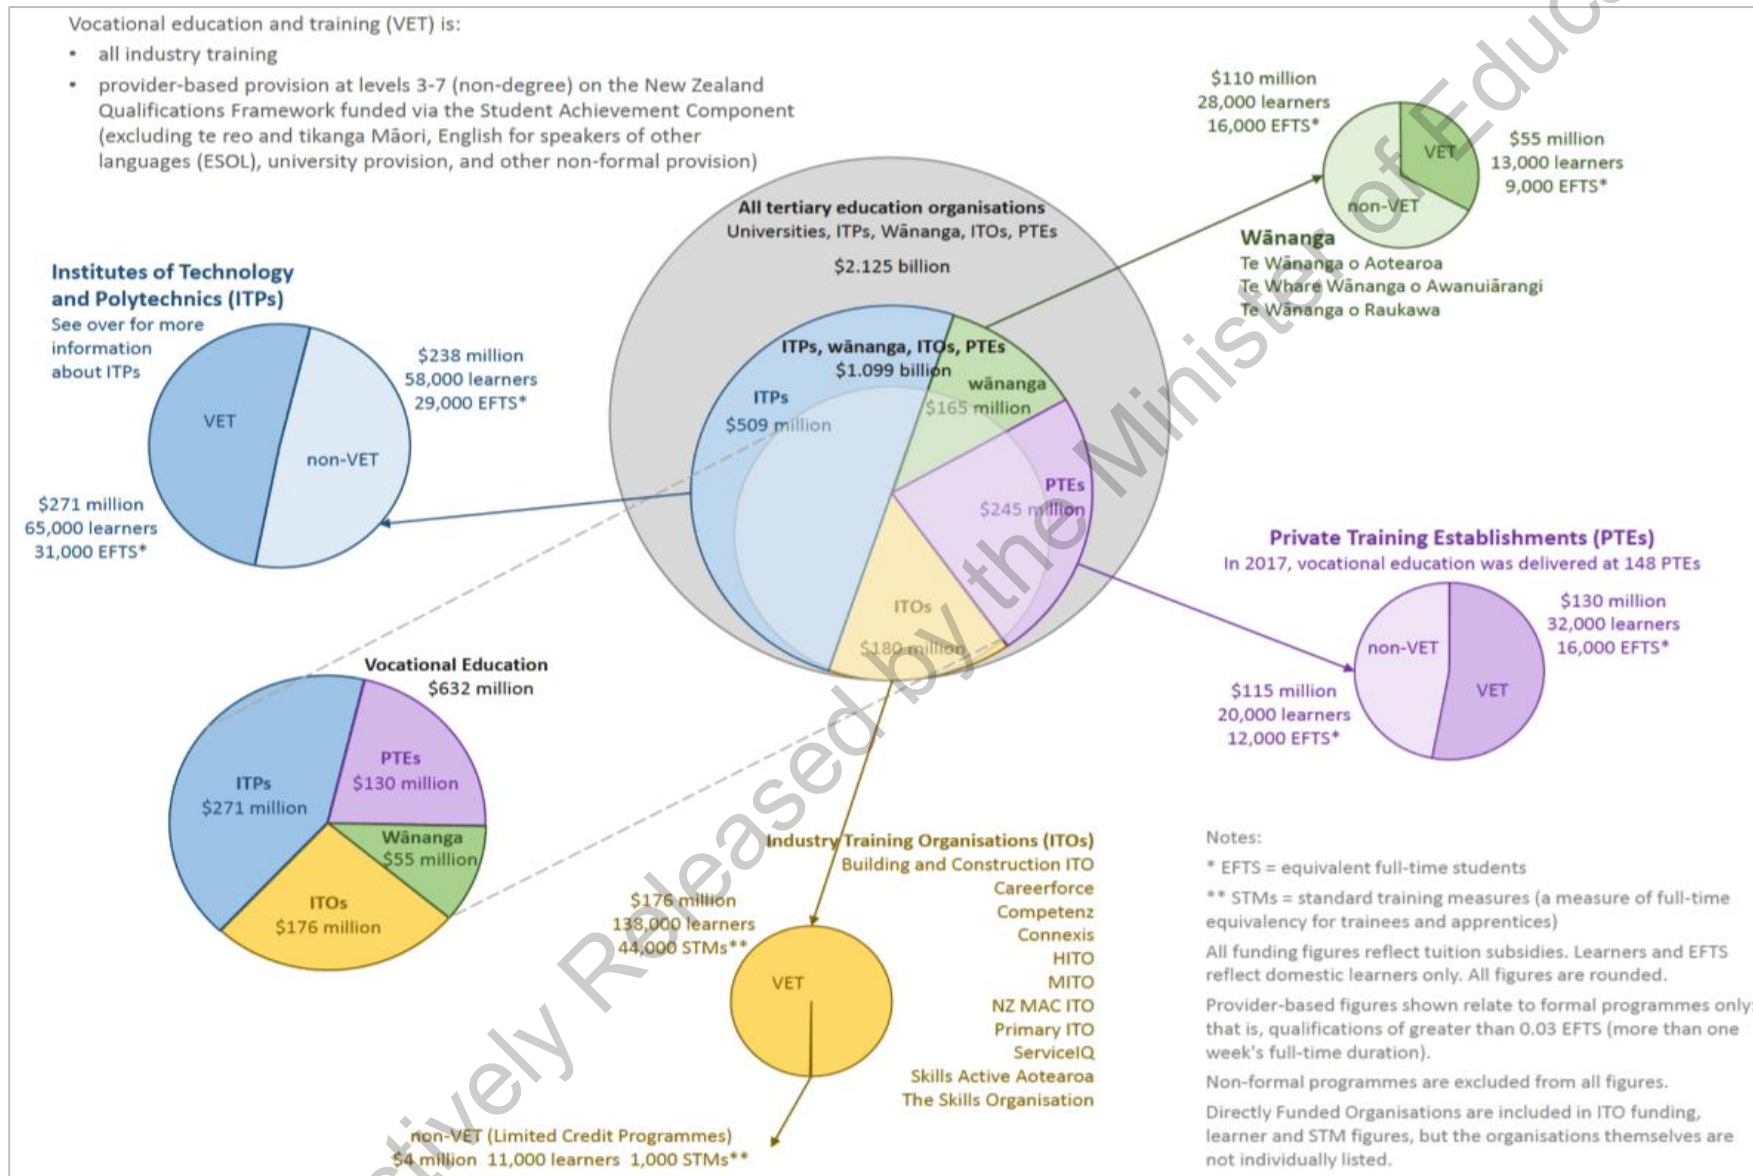 Vocational education and training (VET) is:
• all industry training
• provider-based provision at levels 3-7 (non-degree) on the New Zealand
Qualifications Framework funded via the Student Achievement Component
(excluding te reo and tikanga Māori, English for speakers of other
languages (ESOL), university provision, and other non-formal provision)
All tertiary education organisations
Universities, ITPs, Wānanga, ITOs, PTEs
$2.125 billion
ITPs, wānanga, ITOs, PTEs
$1.099 billion
ITPs
$509 million
wānanga
$165 million
PTEs
$245 million
ITOs
$180 million
$110 million
28,000 learners
16,000 EFTS*
VET
non-VET
$55 million
13,000 learners
9,000 EFTS*
Wānanga
Te Wānanga o Aotearoa
Te Whare Wānanga o Awanuiārangi
Te Wānanga o Raukawa
Institutes of Technology
and Polytechnics (ITPs)
See over for more
information
about ITPs
VET
non-VET
$238 million
58,000 learners
29,000 EFTS*
$271 million
65,000 learners
31,000 EFTS*
Private Training Establishments (PTEs)
In 2017, vocational education was delivered at 148 PTEs
non-VET
VET
$130 million
32,000 learners
16,000 EFTS*
$115 million
20,000 learners
12,000 EFTS*
Vocational Education
$632 million
ITPs
$271 million
PTEs
$130 million
Wānanga
$55 million
ITOs
$176 million
Industry Training Organisations (ITOs)
Building and Construction ITO
Careerforce
Competenz
Connexis
HITO
MITO
NZ MAC ITO
Primary ITO
ServiceIQ
Skills Active Aotearoa
The Skills Organisation
$176 million
138,000 learners
44,000 STMs**
VET
non-VET (Limited Credit Programmes)
$4 million 11,000 learners 1,000 STMs**
Notes:
* EFTS = equivalent full-time students
** STMs = standard training measures (a measure of full-time
equivalency for trainees and apprentices)
All funding figures reflect tuition subsidies. Learners and EFTS
reflect domestic learners only. All figures are rounded.
Provider-based figures shown relate to formal programmes only:
that is, qualifications of greater than 0.03 EFTS (more than one
week's full-time duration).
Non-formal programmes are excluded from all figures.
Directly Funded Organisations are included in ITO funding,
learner and STM figures, but the organisations themselves are
not individually listed.
Released by the Minister of